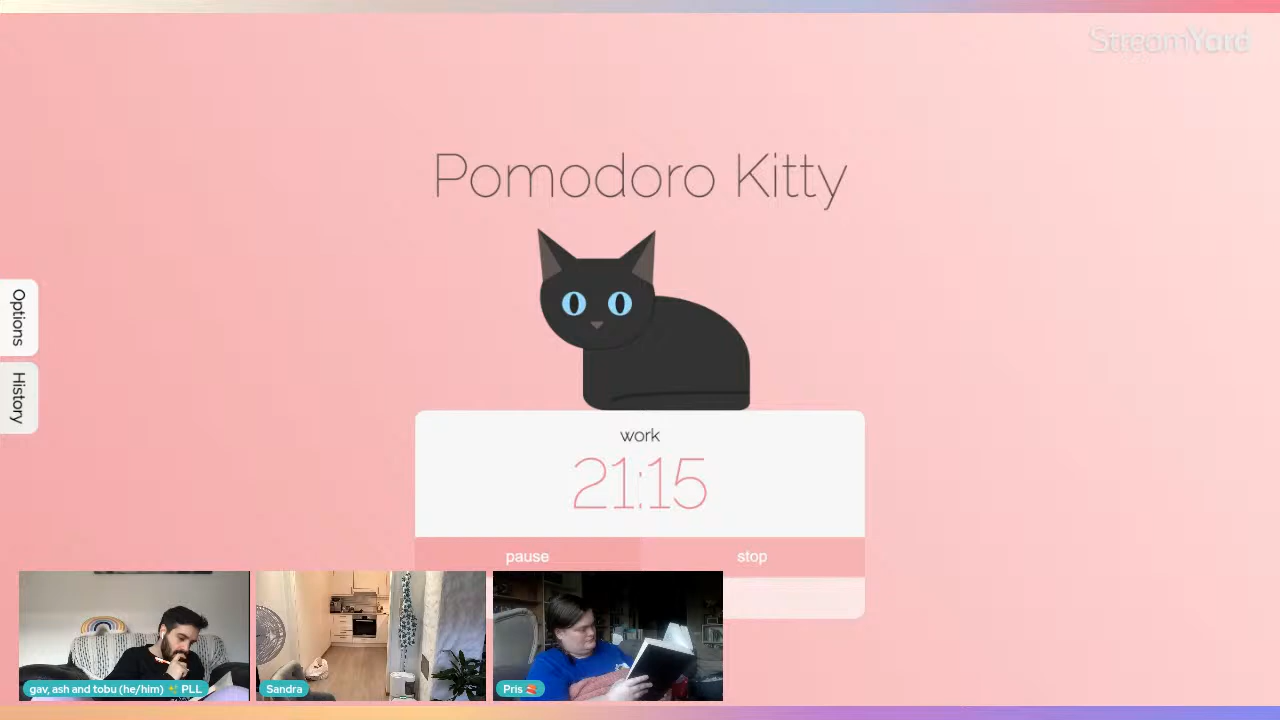 StreamYard
Pomodoro Kitty
Options
History
work
21:15
pause
stop
gav, ash and tobu (he/him) ✨ PLL
Sandra
Pris